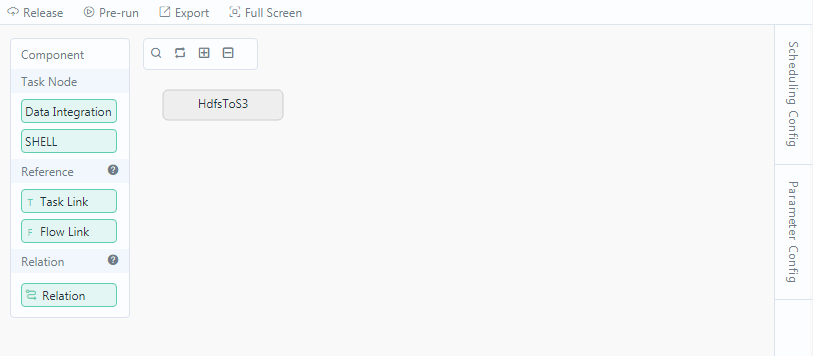 Release Pre-run Export Full Screen
Component
Task Node
Data Integration
SHELL
Reference ?
T Task Link
F Flow Link
Relation ?
Relation
HdfsToS3
Scheduling Config
Parameter Config